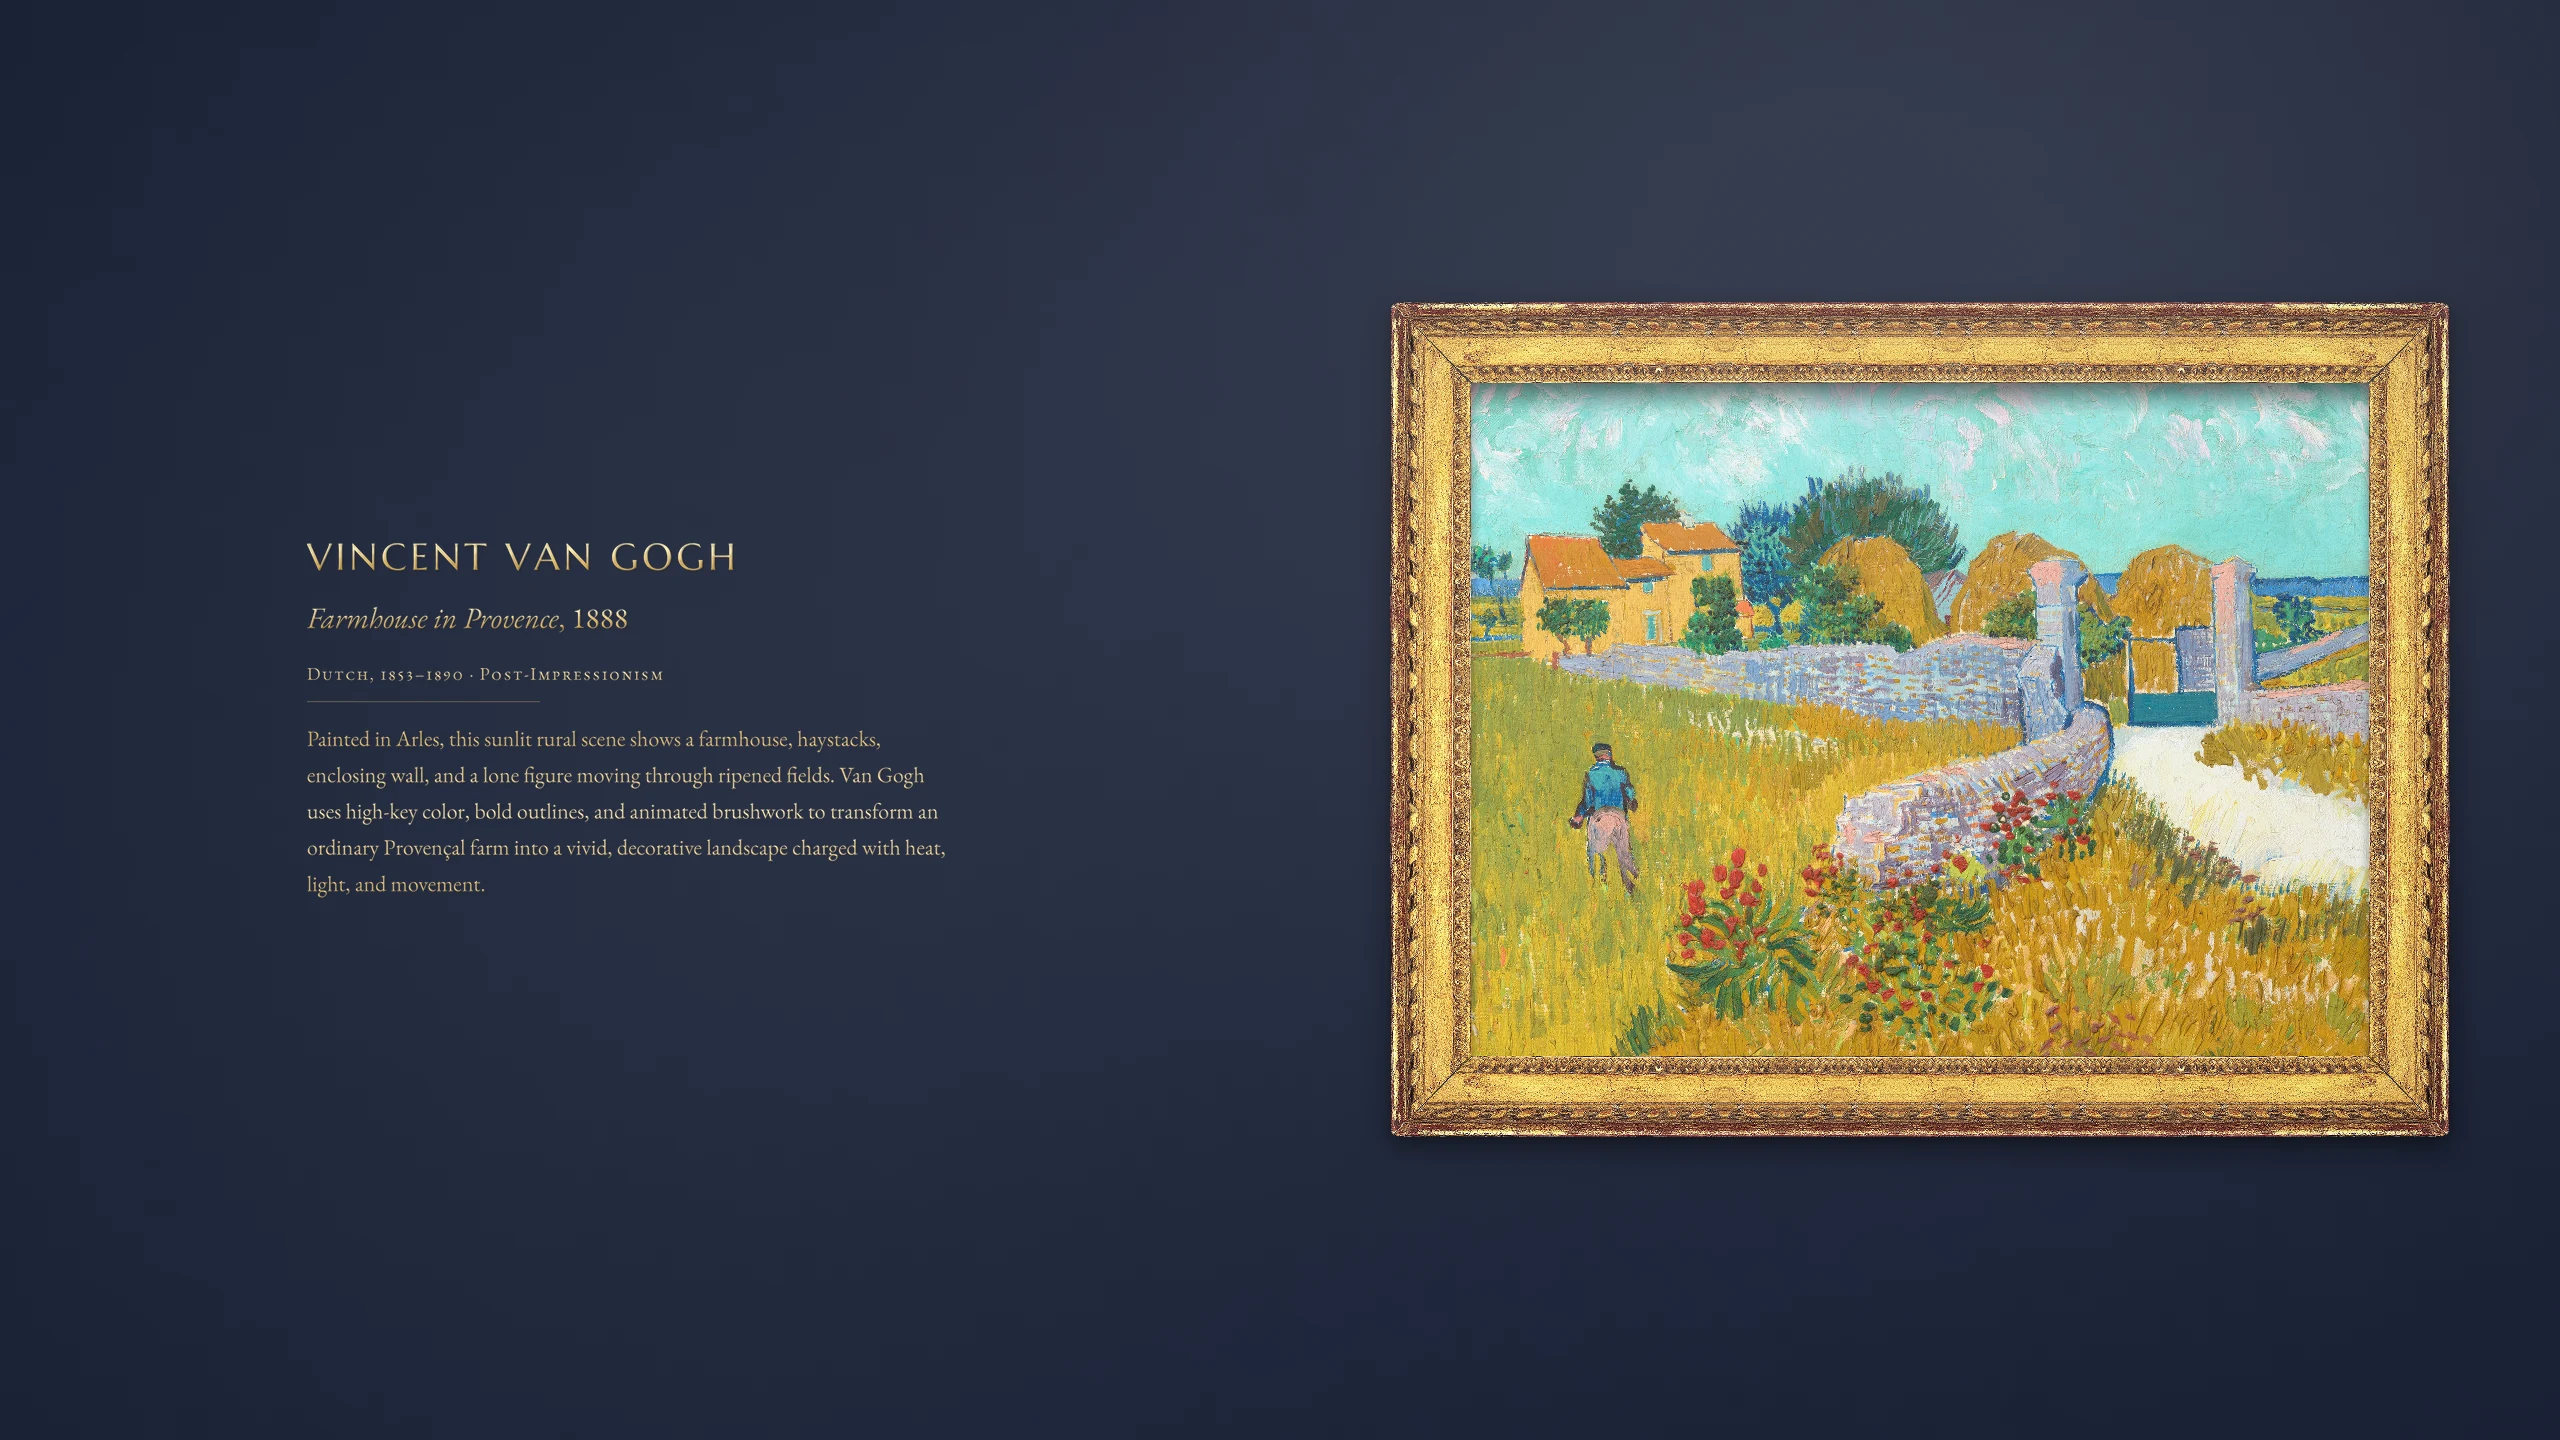 VINCENT VAN GOGH
Farmhouse in Provence, 1888
Dutch, 1853–1890 · Post-Impressionism
Painted in Arles, this sunlit rural scene shows a farmhouse, haystacks,
enclosing wall, and a lone figure moving through ripened fields. Van Gogh
uses high-key color, bold outlines, and animated brushwork to transform an
ordinary Provençal farm into a vivid, decorative landscape charged with heat,
light, and movement.